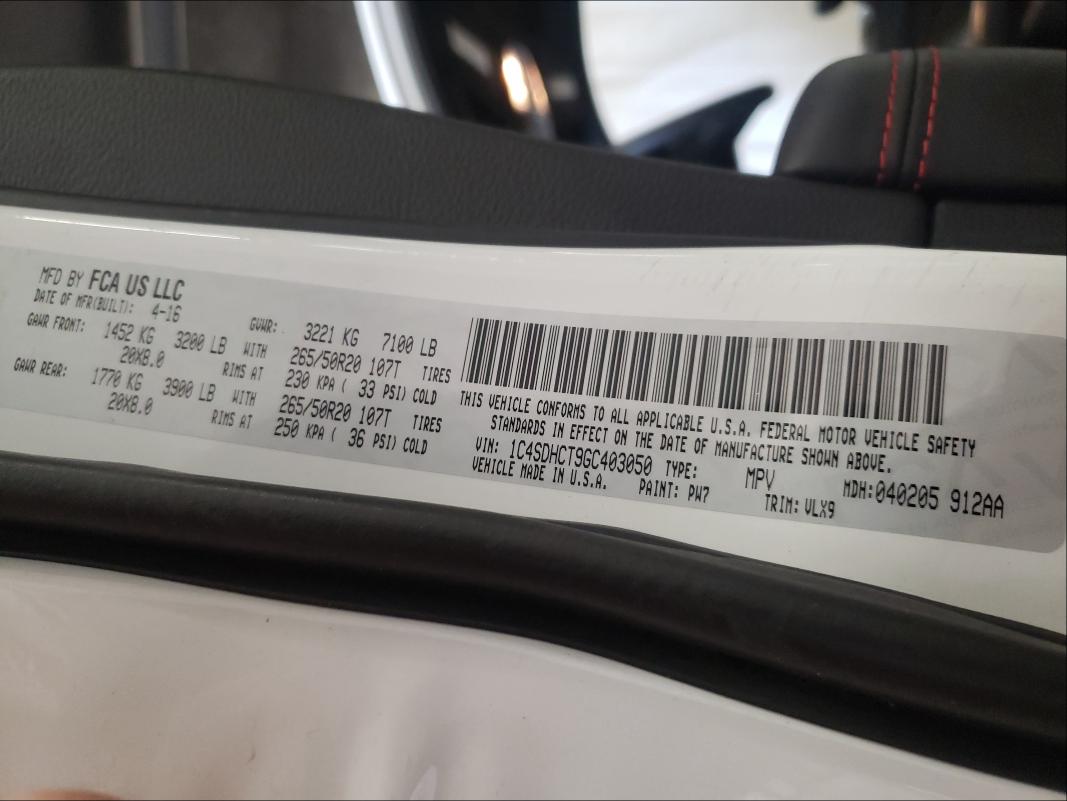 MFD BY FCA US LLC
DATE OF MFR(BUILT): 4-16
GVWR: 3221 KG 7100 LB
GAWR FRONT: 1452 KG 3200 LB WITH 265/50R20 107T TIRES
20X8.0 RIMS AT 230 KPA ( 33 PSI) COLD
GAWR REAR: 1770 KG 3900 LB WITH 265/50R20 107T TIRES
20X8.0 RIMS AT 250 KPA ( 36 PSI) COLD
THIS VEHICLE CONFORMS TO ALL APPLICABLE U.S.A. FEDERAL MOTOR VEHICLE SAFETY
STANDARDS IN EFFECT ON THE DATE OF MANUFACTURE SHOWN ABOVE.
VIN: 1C4SDHCT9GC403050 TYPE: MPV MDH:040205 912AA
VEHICLE MADE IN U.S.A. PAINT: PW7 TRIM: VLX9